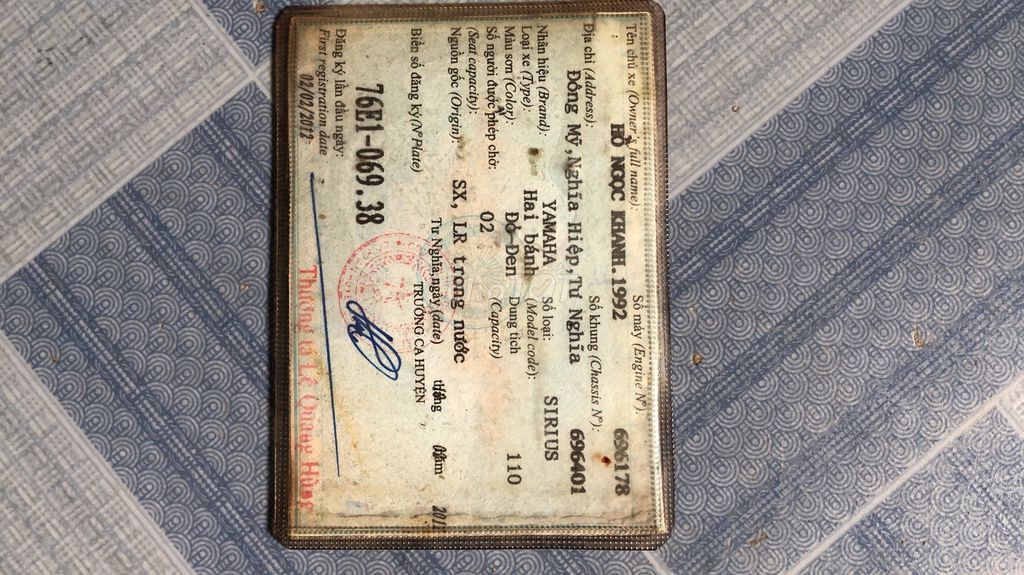 Tên chủ xe (Owner's full name): Số máy (Engine Nº): 696178
HỒ NGỌC KHANH.1992
Địa chỉ (Address): Số khung (Chassis Nº): 696401
Đông Mỹ,Nghĩa Hiệp,Tư Nghĩa
Nhãn hiệu (Brand): YAMAHA Số loại: SIRIUS
Loại xe (Type): Hai bánh (Model code):
Màu sơn (Color): Đỏ-Đen Dung tích 110
Số người được phép chở: 02 (Capacity)
(Seat capacity):
Nguồn gốc (Origin): SX, LR trong nước
Tư Nghĩa,ngày (date) tháng năm
Biển số đăng ký(Nº Plate) TRƯỞNG CA HUYỆN
76E1-069.38
Đăng ký lần đầu ngày:
First registration date
02/02/2012
Thượng tá Lê Quang Hùng